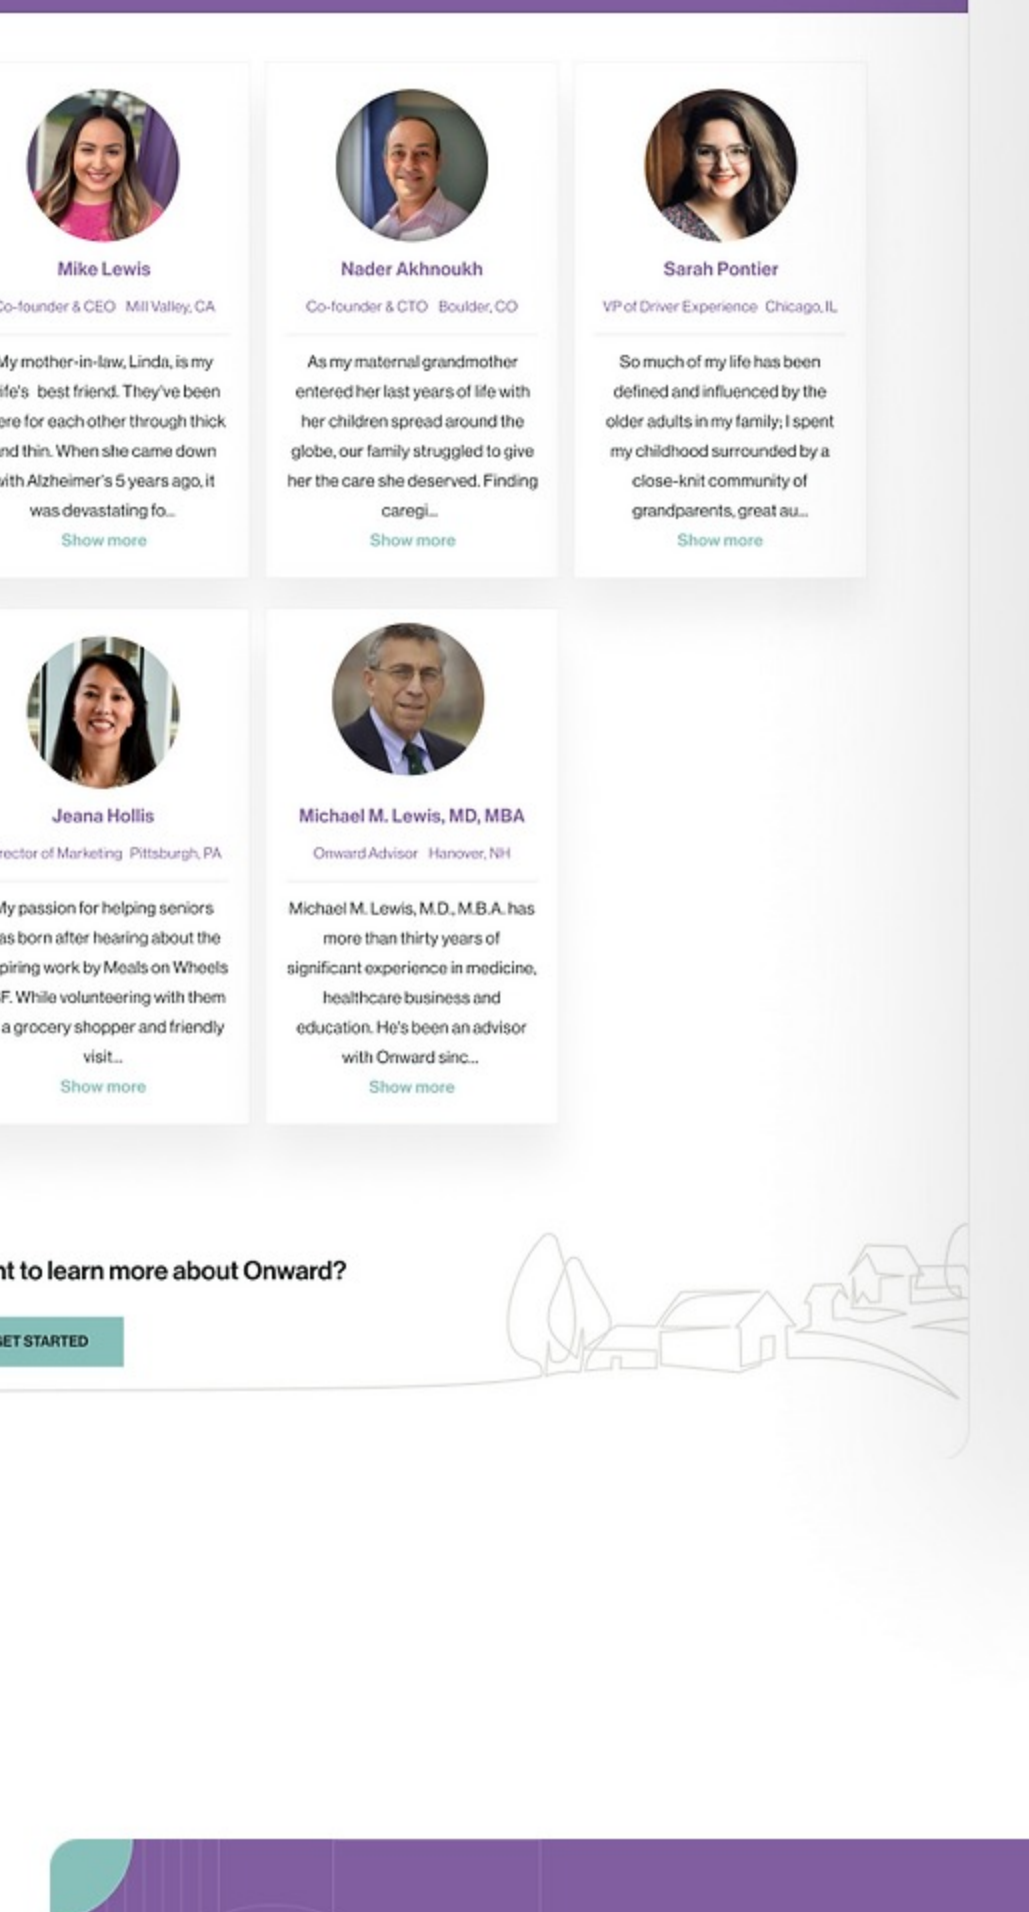 Mike Lewis
Co-founder & CEO Mill Valley, CA
My mother-in-law, Linda, is my
ife's best friend. They've been
ere for each other through thick
nd thin. When she came down
vith Alzheimer's 5 years ago, it
was devastating fo...
Show more
Nader Akhnoukh
Co-founder & CTO Boulder, CO
As my maternal grandmother
entered her last years of life with
her children spread around the
globe, our family struggled to give
her the care she deserved. Finding
caregi...
Show more
Sarah Pontier
VP of Driver Experience Chicago, IL
So much of my life has been
defined and influenced by the
older adults in my family; I spent
my childhood surrounded by a
close-knit community of
grandparents, great au...
Show more
Jeana Hollis
rector of Marketing Pittsburgh, PA
My passion for helping seniors
as born after hearing about the
piring work by Meals on Wheels
F. While volunteering with them
a grocery shopper and friendly
visit...
Show more
Michael M. Lewis, MD, MBA
Onward Advisor Hanover, NH
Michael M. Lewis, M.D., M.B.A. has
more than thirty years of
significant experience in medicine,
healthcare business and
education. He's been an advisor
with Onward sinc...
Show more
nt to learn more about Onward?
GET STARTED